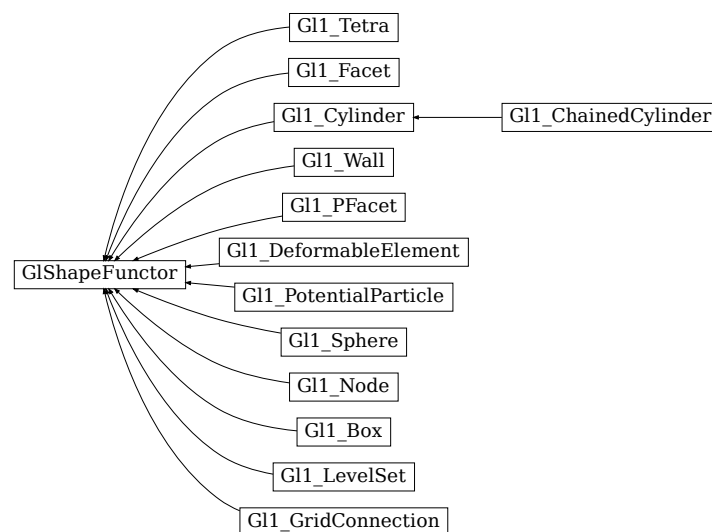 Gl1_Tetra
Gl1_Facet
Gl1_Cylinder
Gl1_ChainedCylinder
Gl1_Wall
Gl1_PFacet
Gl1_DeformableElement
GlShapeFunctor
Gl1_PotentialParticle
Gl1_Sphere
Gl1_Node
Gl1_Box
Gl1_LevelSet
Gl1_GridConnection